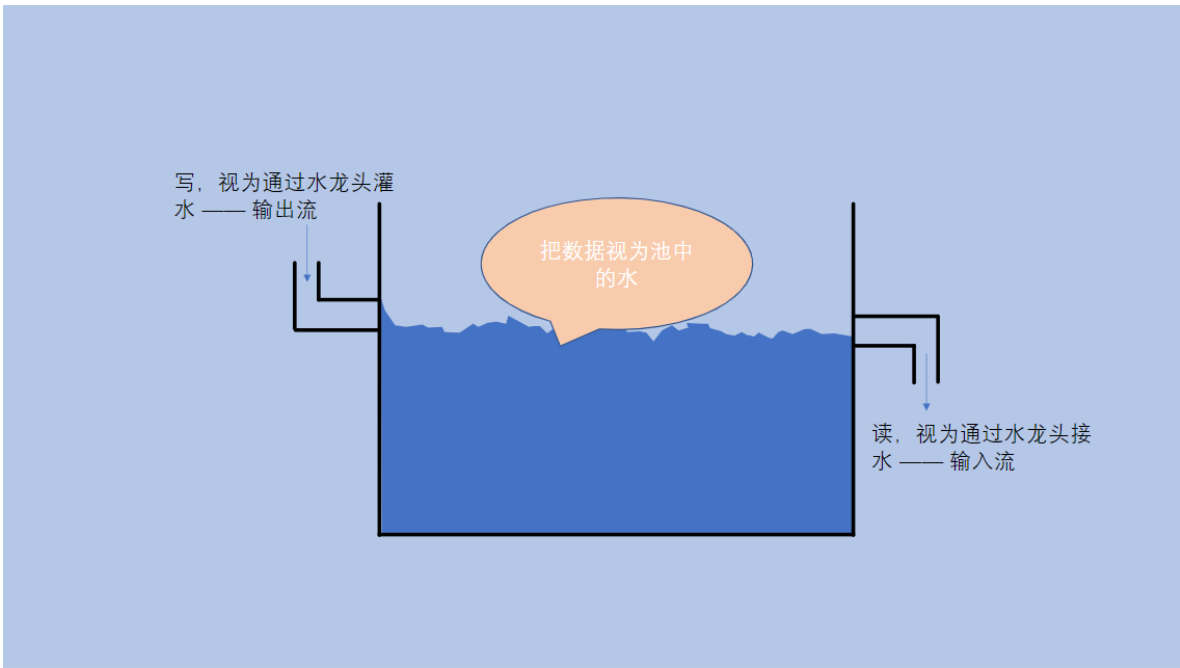 写，视为通过水龙头灌
水 —— 输出流
把数据视为池中
的水
读，视为通过水龙头接
水 —— 输入流